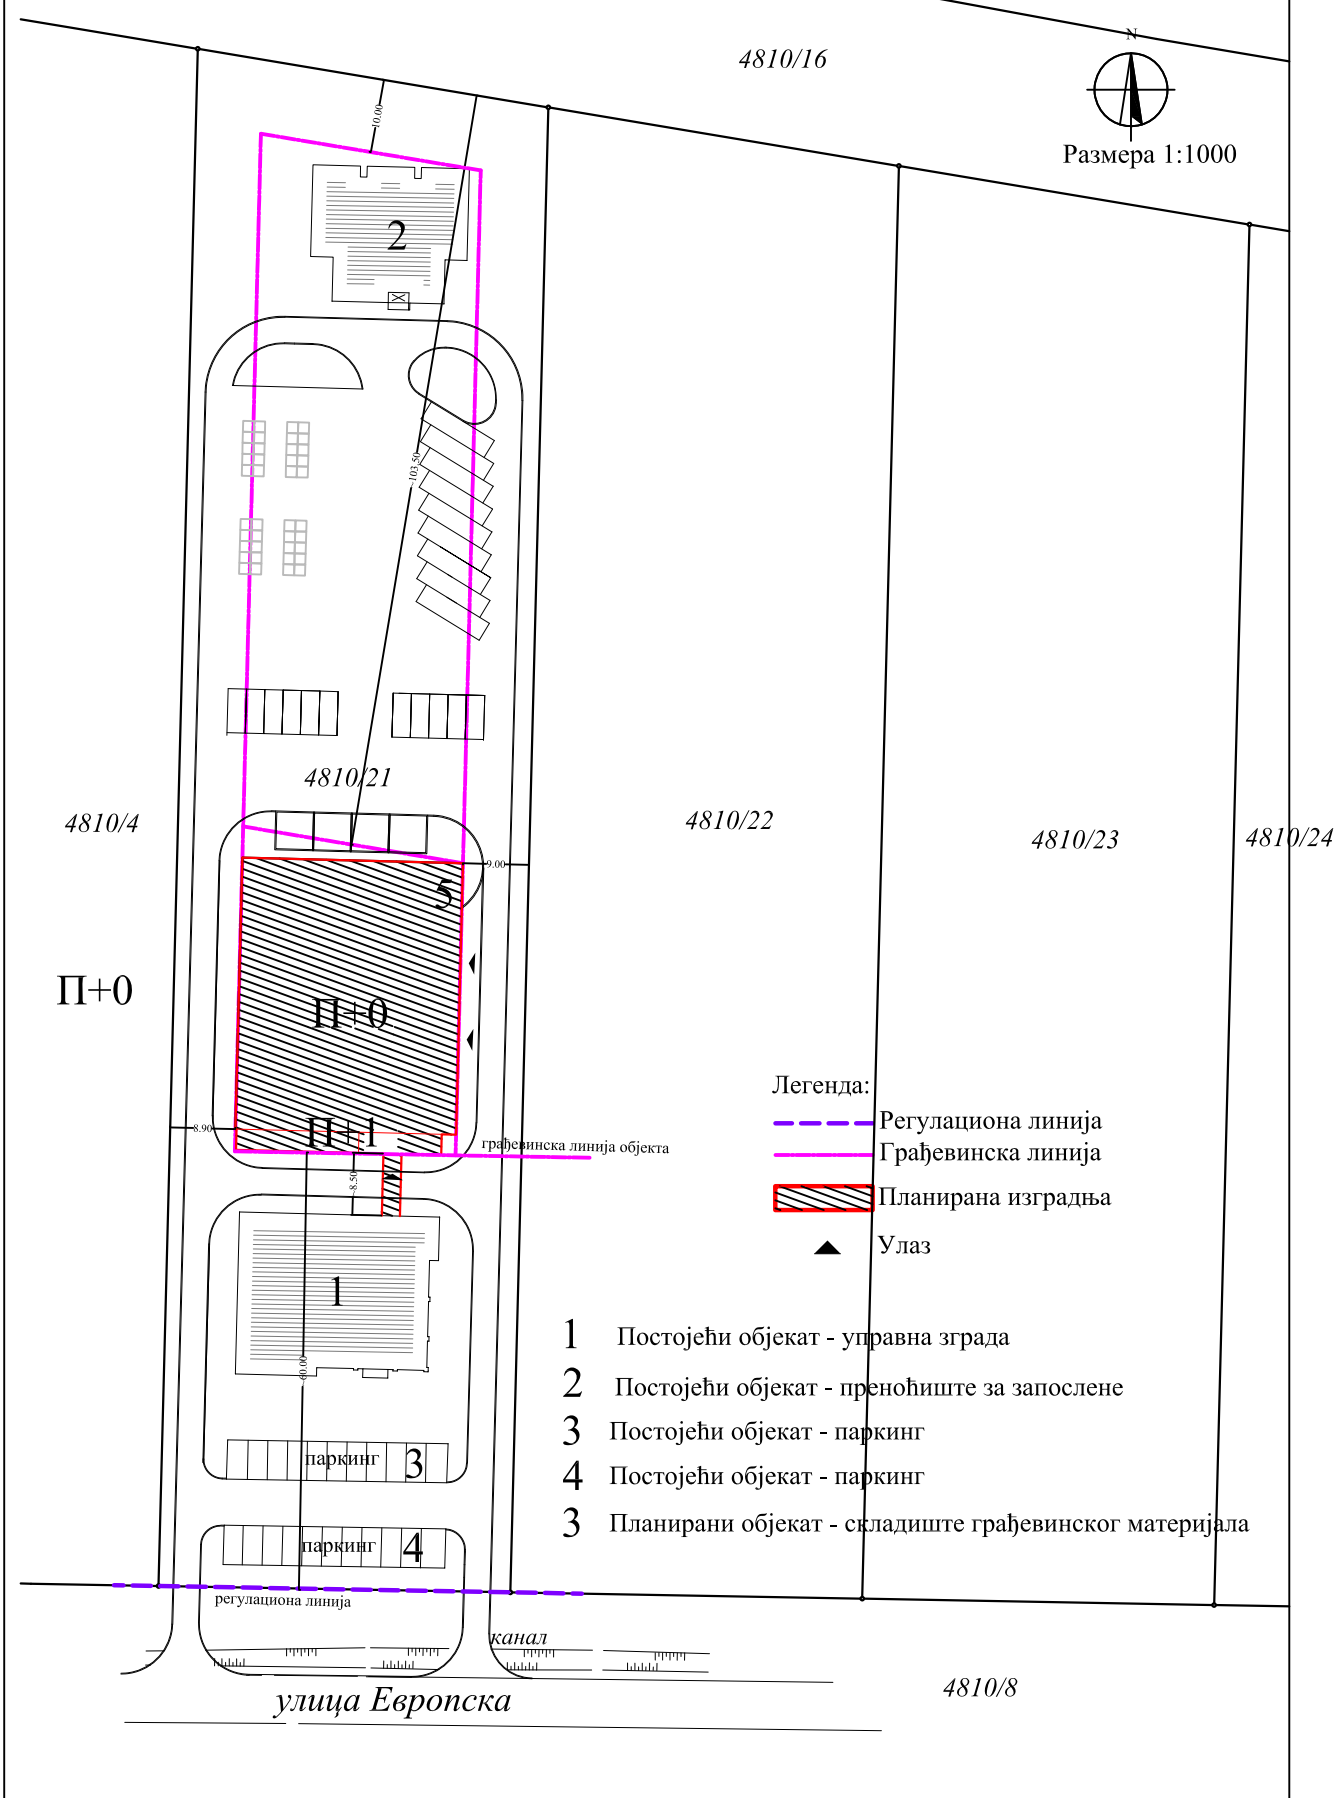 4810/16
N
Размера 1:1000
10.00
2
103.50
4810/21
4810/4
4810/22
4810/23
4810/24
9.00
5
П+0
П+0
8.90
П+1
грађевинска линија објекта
8.50
Легенда:
Регулациона линија
Грађевинска линија
Планирана изградња
Улаз
1
60.00
1 Постојећи објекат - управна зграда
2 Постојећи објекат - преноћиште за запослене
3 Постојећи објекат - паркинг
4 Постојећи објекат - паркинг
3 Планирани објекат - складиште грађевинског материјала
паркинг 3
паркинг 4
регулациона линија
канал
4810/8
улица Европска